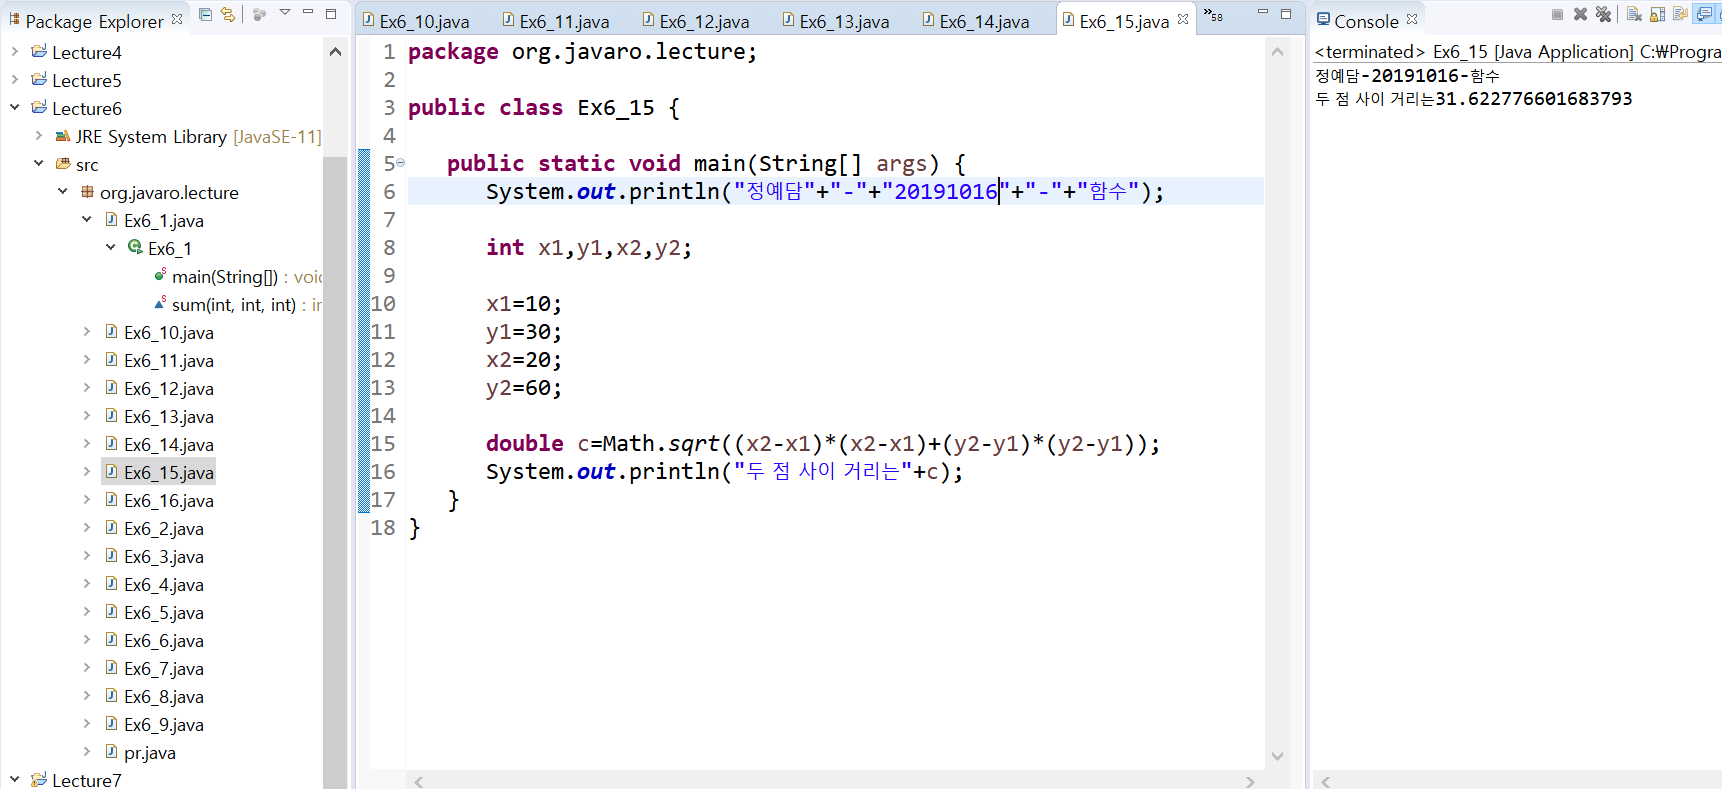 Package Explorer
Lecture4
Lecture5
Lecture6
JRE System Library [JavaSE-11]
src
org.javaro.lecture
Ex6_1.java
Ex6_1
main(String[]) : void
sum(int, int, int) :
Ex6_10.java
Ex6_11.java
Ex6_12.java
Ex6_13.java
Ex6_14.java
Ex6_15.java
Ex6_16.java
Ex6_2.java
Ex6_3.java
Ex6_4.java
Ex6_5.java
Ex6_6.java
Ex6_7.java
Ex6_8.java
Ex6_9.java
pr.java
Lecture7
Ex6_10.java Ex6_11.java Ex6_12.java Ex6_13.java Ex6_14.java Ex6_15.java »58
1 package org.javaro.lecture;
2
3 public class Ex6_15 {
4
5 public static void main(String[] args) {
6 System.out.println("정예담"+"-"+"20191016"+"-"+"함수");
7
8 int x1,y1,x2,y2;
9
10 x1=10;
11 y1=30;
12 x2=20;
13 y2=60;
14
15 double c=Math.sqrt((x2-x1)*(x2-x1)+(y2-y1)*(y2-y1));
16 System.out.println("두 점 사이 거리는"+c);
17 }
18 }
Console
<terminated> Ex6_15 [Java Application] C:₩Progra
정예담-20191016-함수
두 점 사이 거리는31.622776601683793